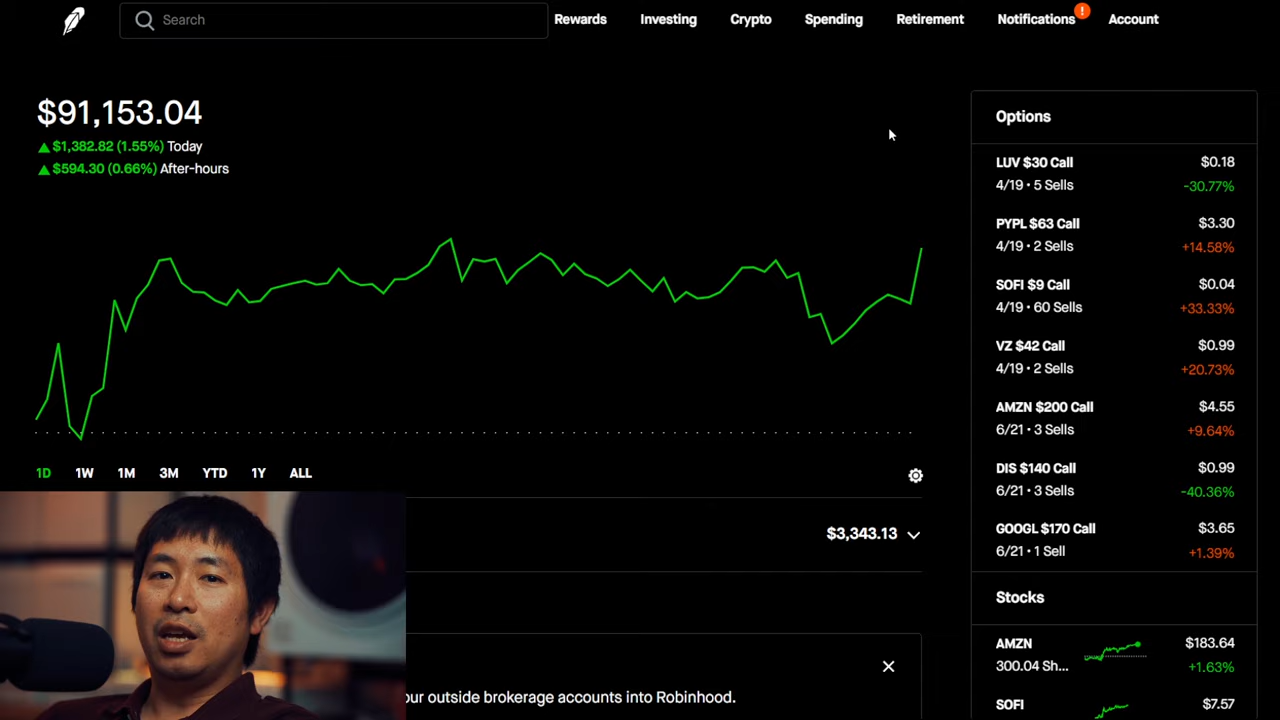 Search
Rewards
Investing
Crypto
Spending
Retirement
Notifications
!
Account
$91,153.04
$1,382.82 (1.55%) Today
$594.30 (0.66%) After-hours
1D
1W
1M
3M
YTD
1Y
ALL
$3,343.13
our outside brokerage accounts into Robinhood.
Options
LUV $30 Call
$0.18
4/19 • 5 Sells
-30.77%
PYPL $63 Call
$3.30
4/19 • 2 Sells
+14.58%
SOFI $9 Call
$0.04
4/19 • 60 Sells
+33.33%
VZ $42 Call
$0.99
4/19 • 2 Sells
+20.73%
AMZN $200 Call
$4.55
6/21 • 3 Sells
+9.64%
DIS $140 Call
$0.99
6/21 • 3 Sells
-40.36%
GOOGL $170 Call
$3.65
6/21 • 1 Sell
+1.39%
Stocks
AMZN
$183.64
300.04 Sh...
+1.63%
SOFI
$7.57